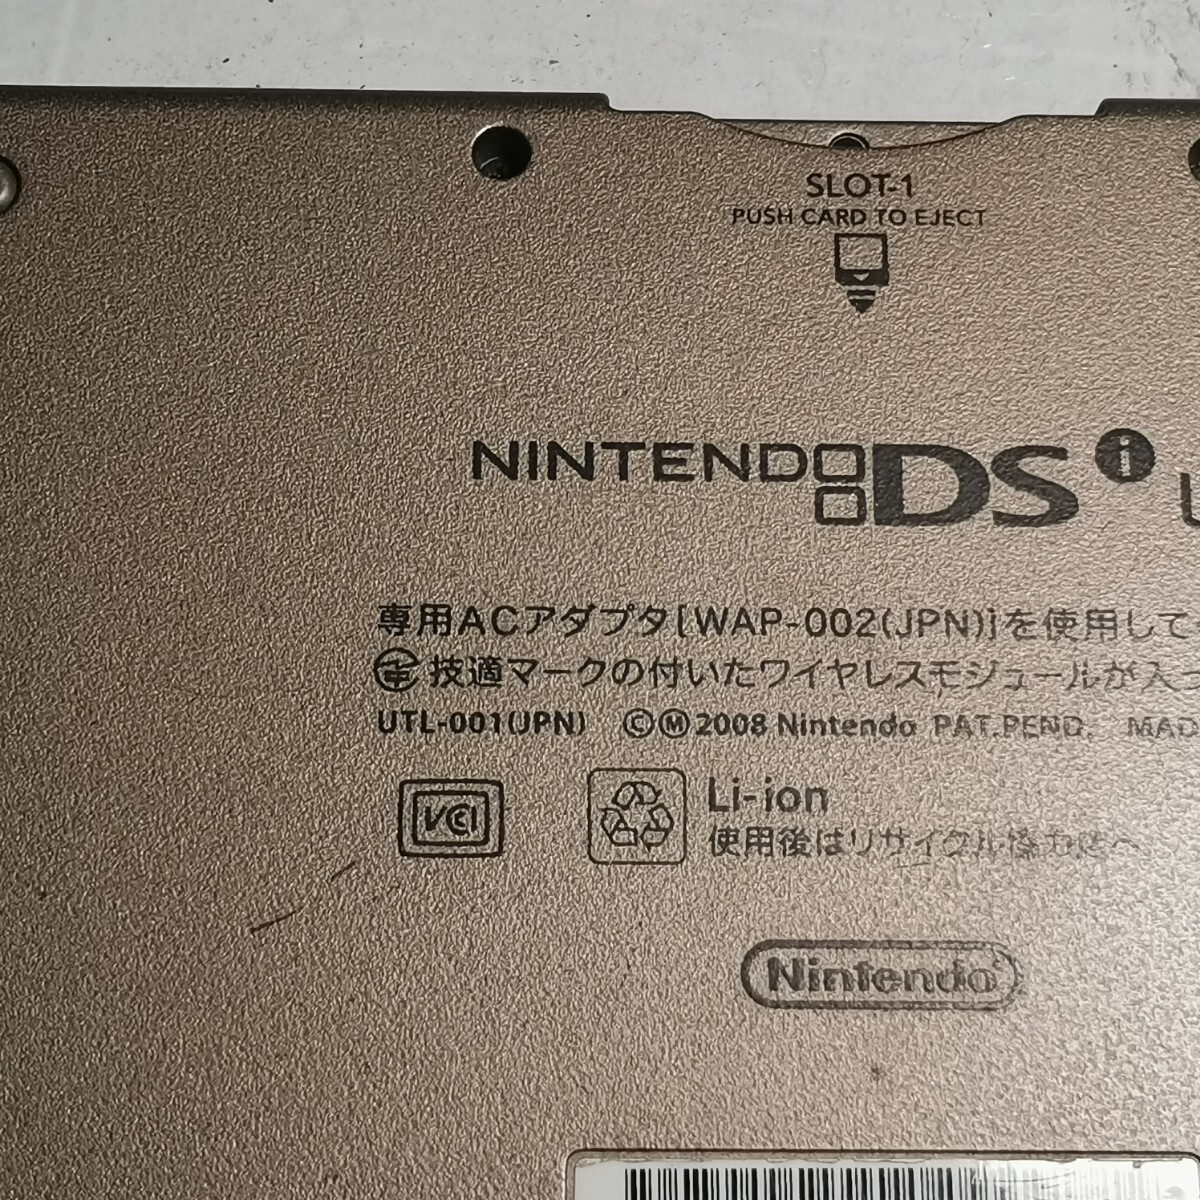 SLOT-1
PUSH CARD TO EJECT
NINTENDO DSi
専用ACアダプタ[WAP-002(JPN)]を使用して
技適マークの付いたワイヤレスモジュールが入っ
UTL-001(JPN) ©Ⓜ2008 Nintendo PAT.PEND. MAD
VCI
Li-ion
使用後はリサイクル協力店へ
Nintendo